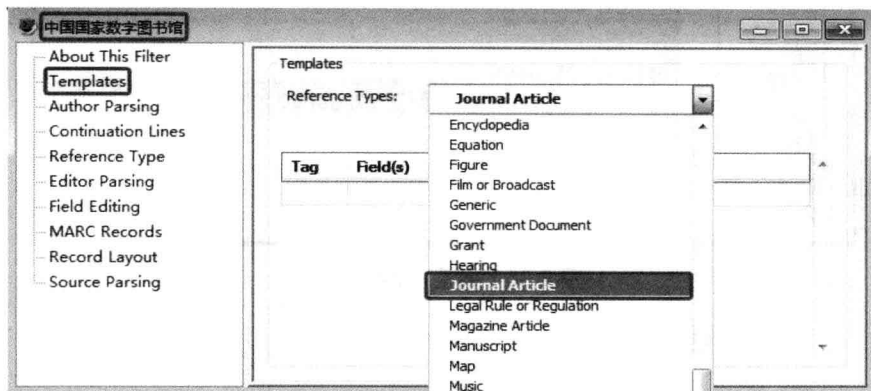 中国国家数字图书馆
About This Filter
Templates
Author Parsing
Continuation Lines
Reference Type
Editor Parsing
Field Editing
MARC Records
Record Layout
Source Parsing
Templates
Reference Types:
Journal Article
Tag Field(s)
Encyclopedia
Equation
Figure
Film or Broadcast
Generic
Government Document
Grant
Hearing
Journal Article
Legal Rule or Regulation
Magazine Article
Manuscript
Map
Music